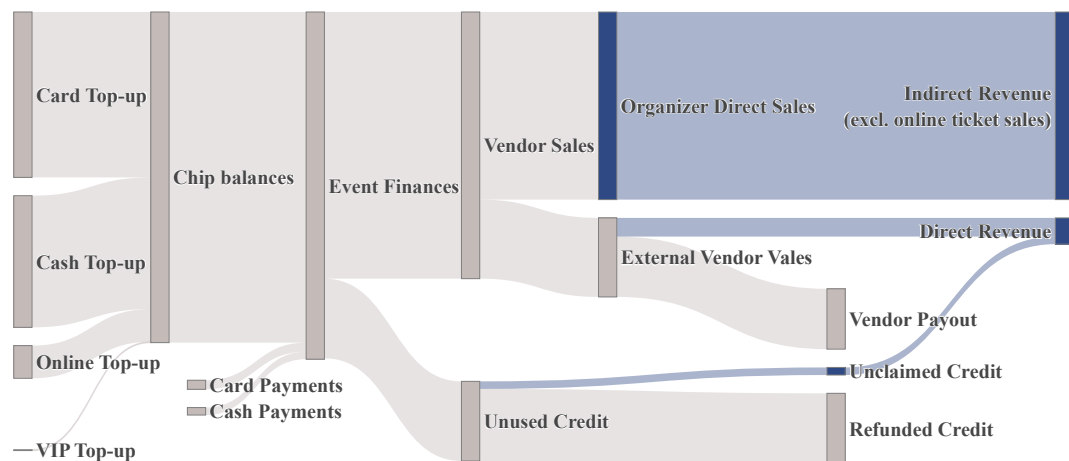 Card Top-up
Cash Top-up
Online Top-up
VIP Top-up
Chip balances
Card Payments
Cash Payments
Event Finances
Vendor Sales
Unused Credit
Organizer Direct Sales
External Vendor Vales
Vendor Payout
Unclaimed Credit
Refunded Credit
Indirect Revenue
(excl. online ticket sales)
Direct Revenue